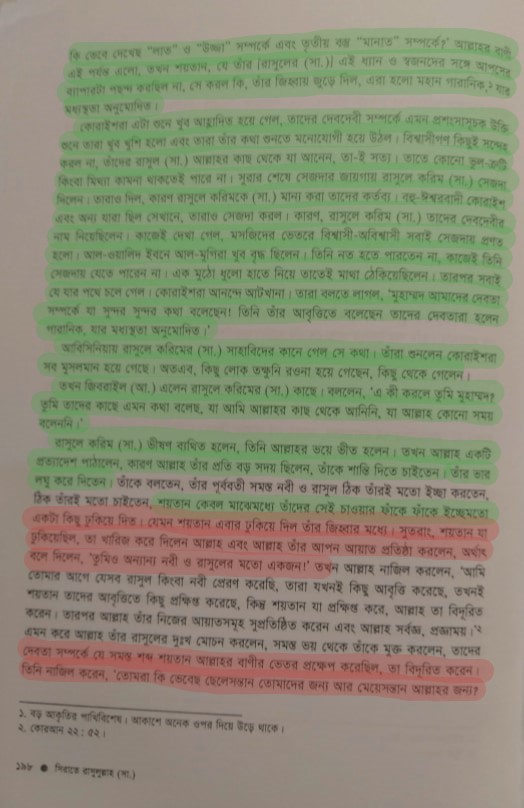 কি ভেবে দেখেছ “লাত” ও “উজ্জা” সম্পর্কে এবং তৃতীয় বস্তু “মানাত” সম্পর্কে?’ আল্লাহর বাণী
এই পর্যন্ত এলো, তখন শয়তান, যে তাঁর [রাসুলের (সা.)] এই ধ্যান ও স্বজনদের সঙ্গে আপসের
ব্যাপারটা পছন্দ করছিল না, সে করল কি, তাঁর জিহ্বায় জুড়ে দিল, এরা হলো মহান গারানিক,১ যার
মধ্যস্থতা অনুমোদিত।
কোরাইশরা এটা শুনে খুব আহ্লাদিত হয়ে গেল, তাদের দেবদেবী সম্পর্কে এমন প্রশংসাসূচক উক্তি
শুনে তারা খুব খুশি হলো এবং তারা তাঁর কথা শুনতে মনোযোগী হয়ে উঠল। বিশ্বাসীগণ কিছুই সন্দেহ
করল না, তাঁদের রাসুল (সা.) আল্লাহর কাছ থেকে যা আনেন, তা-ই সত্য। তাতে কোনো ভুল-ত্রুটি
কিংবা মিথ্যা কামনা থাকতেই পারে না। সুরার শেষে সেজদার জায়গায় রাসুলে করিম (সা.) সেজদা
দিলেন। তারাও দিল, কারণ রাসুলে করিমকে (সা.) মান্য করা তাদের কর্তব্য। বহু-ঈশ্বরবাদী কোরাইশ
এবং অন্য যারা ছিল সেখানে, তারাও সেজদা করল। কারণ, রাসুলে করিম (সা.) তাদের দেবদেবীর
নাম নিয়েছিলেন। কাজেই দেখা গেল, মসজিদের ভেতরে বিশ্বাসী-অবিশ্বাসী সবাই সেজদায় প্রণত
হলো। আল-ওয়ালিদ ইবনে আল-মুগিরা খুব বৃদ্ধ ছিলেন। তিনি নত হতে পারতেন না, কাজেই তিনি
সেজদায় যেতে পারেন না। এক মুঠো ধুলো হাতে নিয়ে তাতেই মাথা ঠেকিয়েছিলেন। তারপর সবাই
যে যার পথে চলে গেল। কোরাইশরা আনন্দে আটখানা। তারা বলতে লাগল, ‘মুহাম্মদ আমাদের দেবতা
সম্পর্কে যা সুন্দর সুন্দর কথা বলেছেন! তিনি তাঁর আবৃত্তিতে বলেছেন তাদের দেবতারা হলেন
গারানিক, যার মধ্যস্থতা অনুমোদিত।’
আবিসিনিয়ায় রাসুলে করিমের (সা.) সাহাবিদের কানে গেল সে কথা। তাঁরা শুনলেন কোরাইশরা
সব মুসলমান হয়ে গেছে। অতএব, কিছু লোক তক্ষুনি রওনা হয়ে গেছেন, কিছু থেকে গেলেন।
তখন জিবরাইল (আ.) এলেন রাসুলে করিমের (সা.) কাছে। বললেন, ‘এ কী করলে তুমি মুহাম্মদ?
তুমি তাদের কাছে এমন কথা বলেছ, যা আমি আল্লাহর কাছ থেকে আনিনি, যা আল্লাহ কোনো সময়
বলেননি।’
রাসুলে করিম (সা.) ভীষণ ব্যথিত হলেন, তিনি আল্লাহর ভয়ে ভীত হলেন। তখন আল্লাহ একটি
প্রত্যাদেশ পাঠালেন, কারণ আল্লাহ তাঁর প্রতি বড় সদয় ছিলেন, তাঁকে শান্তি দিতে চাইতেন। তাঁর ভার
লঘু করে দিতেন। তাঁকে বলতেন, তাঁর পূর্ববর্তী সমস্ত নবী ও রাসুল ঠিক তাঁরই মতো ইচ্ছা করতেন,
ঠিক তাঁরই মতো চাইতেন, শয়তান কেবল মাঝেমধ্যে তাঁদের সেই চাওয়ার ফাঁকে ফাঁকে ইচ্ছেমতো
একটা কিছু ঢুকিয়ে দিত। যেমন শয়তান এবার ঢুকিয়ে দিল তাঁর জিহ্বার মধ্যে। সুতরাং, শয়তান যা
ঢুকিয়েছিল, তা খারিজ করে দিলেন আল্লাহ এবং আল্লাহ তাঁর আপন আয়াত প্রতিষ্ঠা করলেন, অর্থাৎ
বলে দিলেন, ‘তুমিও অন্যান্য নবী ও রাসুলের মতো একজন!’ তখন আল্লাহ নাজিল করলেন, ‘আমি
তোমার আগে যেসব রাসুল কিংবা নবী প্রেরণ করেছি, তারা যখনই কিছু আবৃত্তি করেছে, তখনই
শয়তান তাদের আবৃত্তিতে কিছু প্রক্ষিপ্ত করেছে, কিন্তু শয়তান যা প্রক্ষিপ্ত করে, আল্লাহ তা বিদূরিত
করেন। তারপর আল্লাহ তাঁর নিজের আয়াতসমূহ সুপ্রতিষ্ঠিত করেন এবং আল্লাহ সর্বজ্ঞ, প্রজ্ঞাময়।’২
এমন করে আল্লাহ তাঁর রাসুলের দুঃখ মোচন করলেন, সমস্ত ভয় থেকে তাঁকে মুক্ত করলেন, তাদের
দেবতা সম্পর্কে যে সমস্ত শব্দ শয়তান আল্লাহর বাণীর ভেতর প্রক্ষেপ করেছিল, তা বিদূরিত করেন।
তিনি নাজিল করেন, ‘তোমরা কি ভেবেছ ছেলেসন্তান তোমাদের জন্য আর মেয়েসন্তান আল্লাহর জন্য?
১. বড় আকৃতির পাখিবিশেষ। আকাশে অনেক ওপর দিয়ে উড়ে থাকে।
২. কোরআন ২২ : ৫২।
১৯৮ ● সিরাতে রাসুলুল্লাহ (সা.)